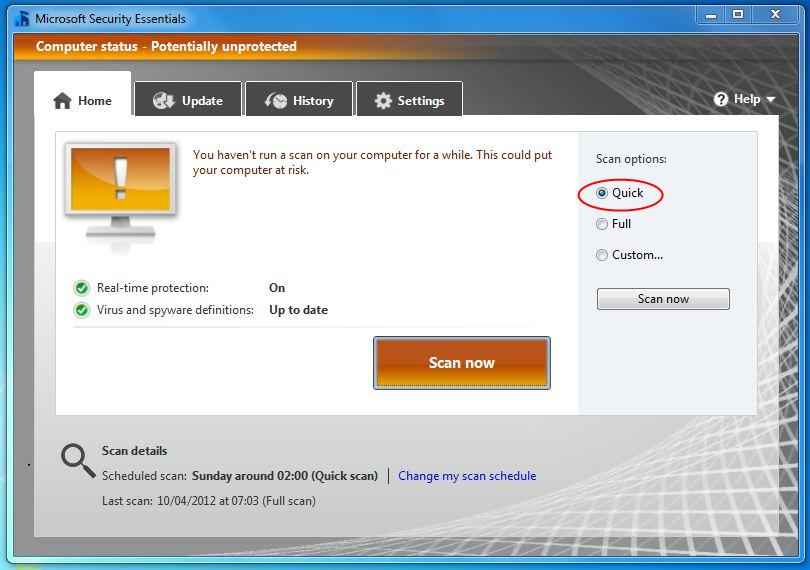 Microsoft Security Essentials
Computer status - Potentially unprotected
Home
Update
History
Settings
Help
You haven't run a scan on your computer for a while. This could put
your computer at risk.
Scan options:
Quick
Full
Custom...
Scan now
Real-time protection: On
Virus and spyware definitions: Up to date
Scan now
Scan details
Scheduled scan: Sunday around 02:00 (Quick scan) | Change my scan schedule
Last scan: 10/04/2012 at 07:03 (Full scan)